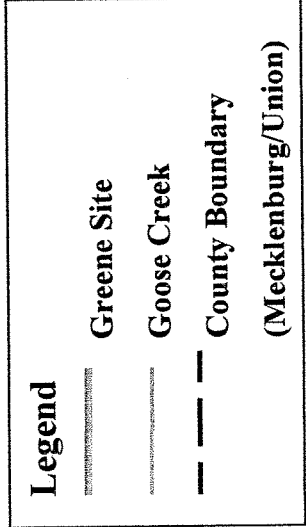 Legend
Greene Site
Goose Creek
County Boundary
(Mecklenburg/Union)